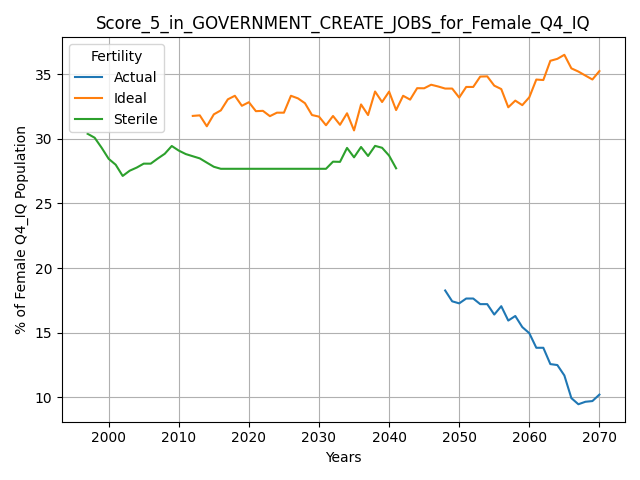 Score_5_in_GOVERNMENT_CREATE_JOBS_for_Female_Q4_IQ
Fertility
Actual
Ideal
Sterile
% of Female Q4_IQ Population
35
30
25
20
15
10
2000
2010
2020
2030
2040
2050
2060
2070
Years